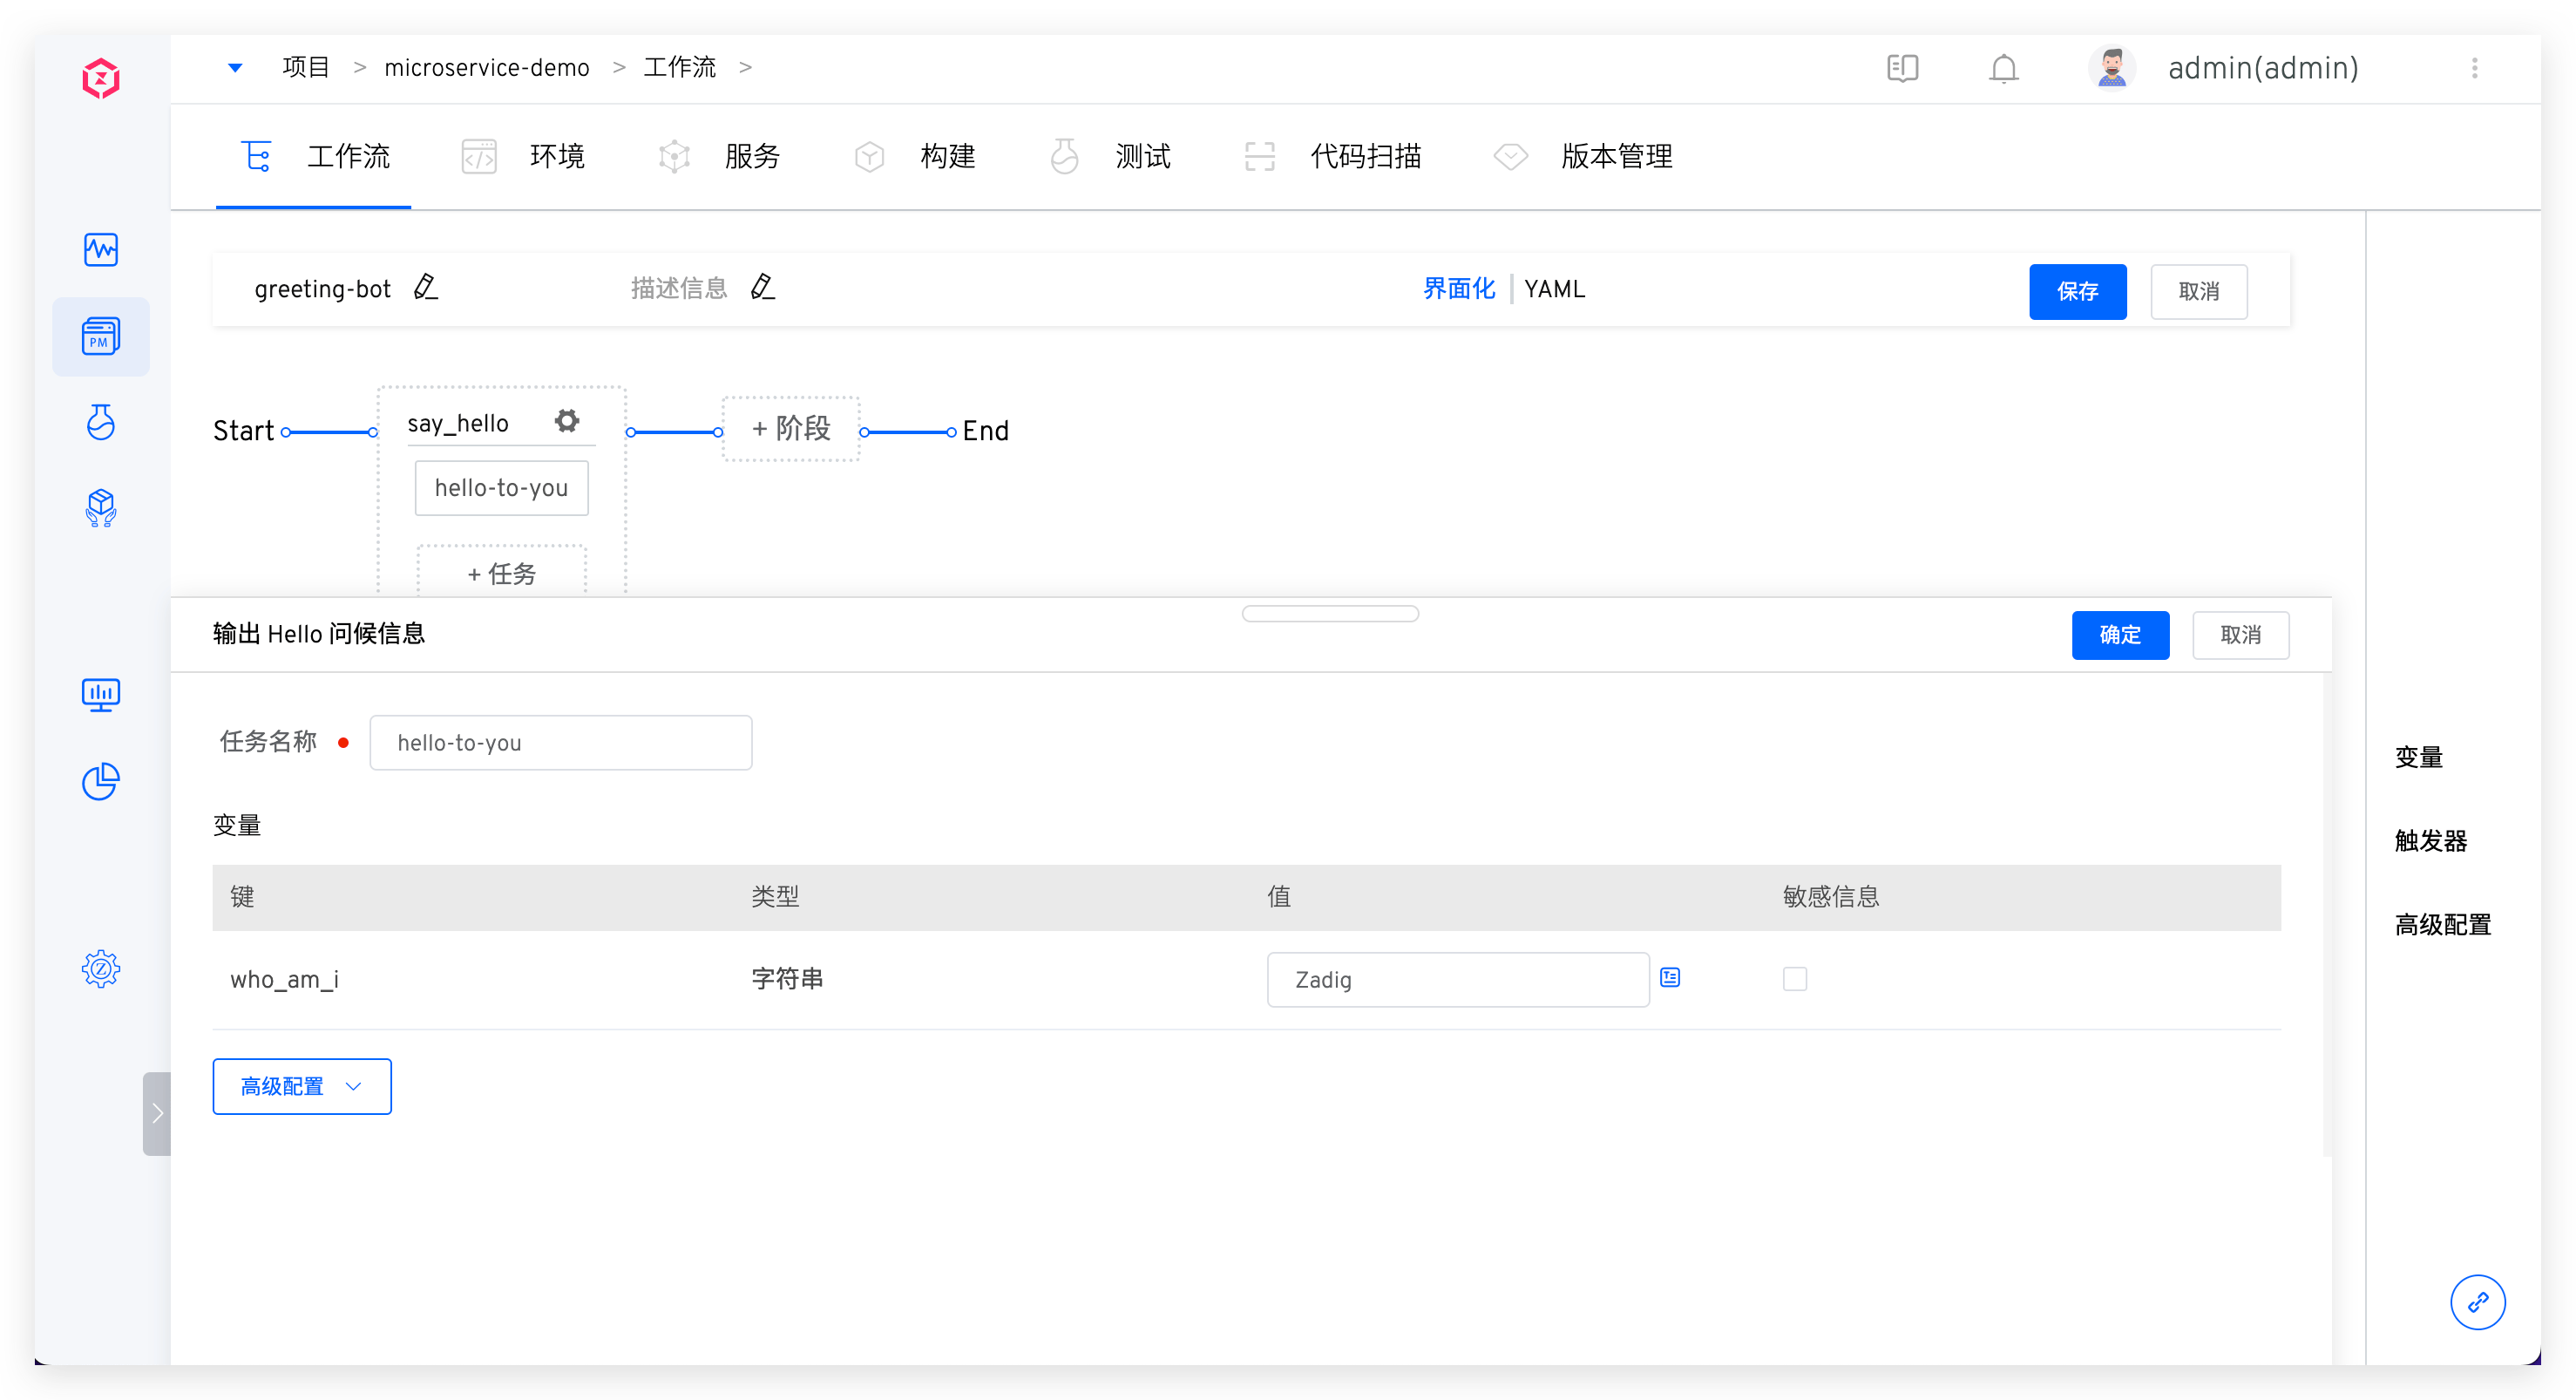 项目 > microservice-demo > 工作流 >
admin(admin)
工作流 环境 服务 构建 测试 代码扫描 版本管理
PM
greeting-bot 描述信息 界面化 YAML 保存 取消
Start say_hello + 阶段 End
hello-to-you
+ 任务
输出 Hello 问候信息 确定 取消
任务名称 hello-to-you
变量
键 类型 值 敏感信息
who_am_i 字符串 Zadig
高级配置
变量
触发器
高级配置